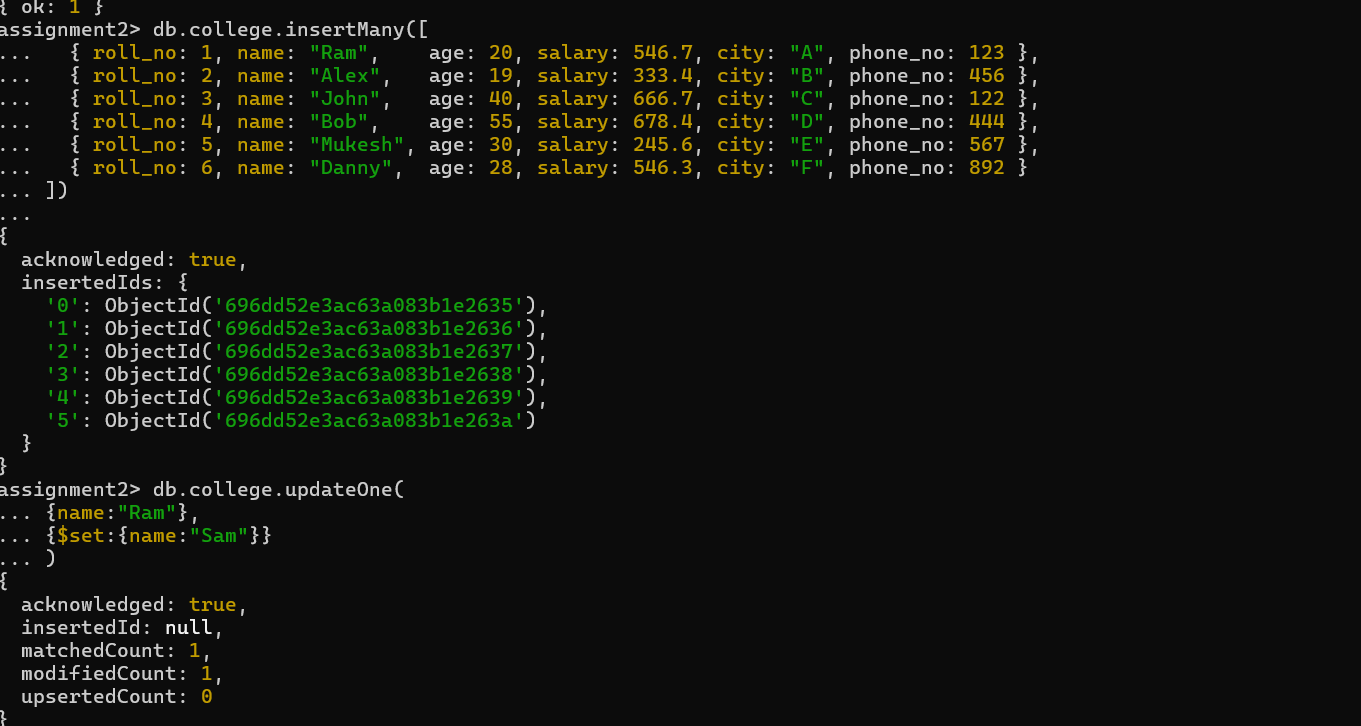 { ok: 1 }
assignment2> db.college.insertMany([
...   { roll_no: 1, name: "Ram",    age: 20, salary: 546.7, city: "A", phone_no: 123 },
...   { roll_no: 2, name: "Alex",   age: 19, salary: 333.4, city: "B", phone_no: 456 },
...   { roll_no: 3, name: "John",   age: 40, salary: 666.7, city: "C", phone_no: 122 },
...   { roll_no: 4, name: "Bob",    age: 55, salary: 678.4, city: "D", phone_no: 444 },
...   { roll_no: 5, name: "Mukesh", age: 30, salary: 245.6, city: "E", phone_no: 567 },
...   { roll_no: 6, name: "Danny",  age: 28, salary: 546.3, city: "F", phone_no: 892 }
... ])
...
{
  acknowledged: true,
  insertedIds: {
    '0': ObjectId('696dd52e3ac63a083b1e2635'),
    '1': ObjectId('696dd52e3ac63a083b1e2636'),
    '2': ObjectId('696dd52e3ac63a083b1e2637'),
    '3': ObjectId('696dd52e3ac63a083b1e2638'),
    '4': ObjectId('696dd52e3ac63a083b1e2639'),
    '5': ObjectId('696dd52e3ac63a083b1e263a')
  }
}
assignment2> db.college.updateOne(
... {name:"Ram"},
... {$set:{name:"Sam"}}
... )
{
  acknowledged: true,
  insertedId: null,
  matchedCount: 1,
  modifiedCount: 1,
  upsertedCount: 0
}